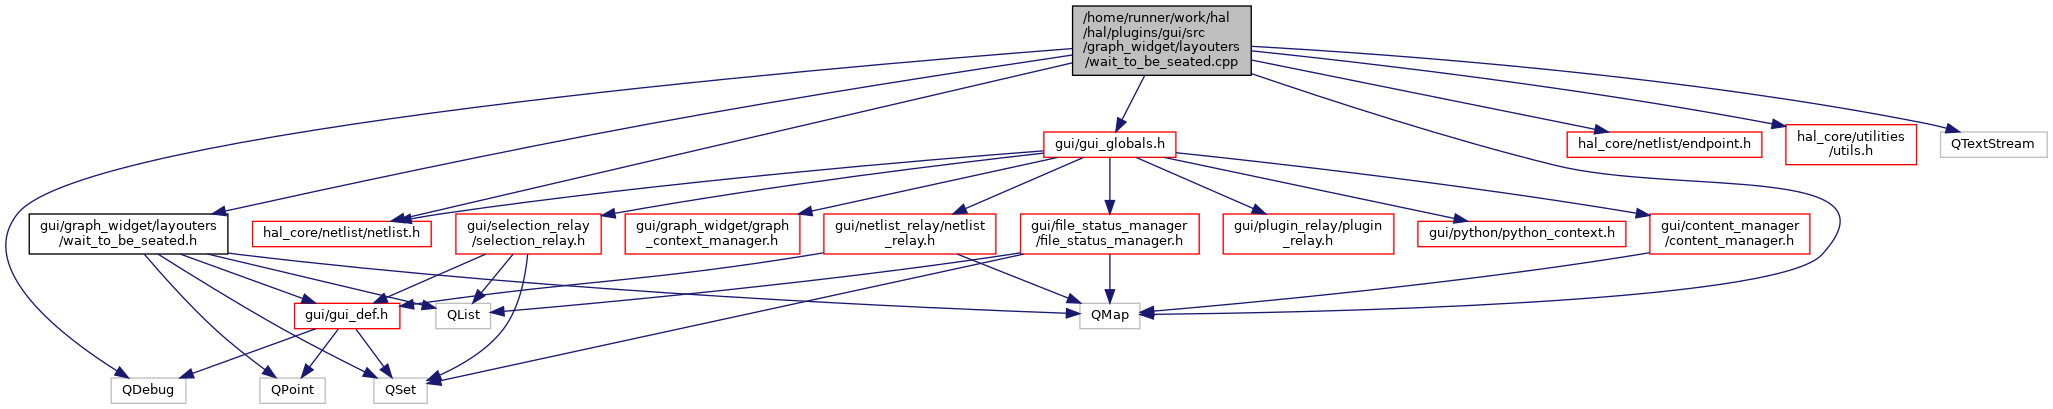 /home/runner/work/hal
/hal/plugins/gui/src
/graph_widget/layouters
/wait_to_be_seated.cpp
gui/gui_globals.h
hal_core/netlist/endpoint.h
hal_core/utilities
/utils.h
QTextStream
gui/graph_widget/layouters
/wait_to_be_seated.h
hal_core/netlist/netlist.h
gui/selection_relay
/selection_relay.h
gui/graph_widget/graph
_context_manager.h
gui/netlist_relay/netlist
_relay.h
gui/file_status_manager
/file_status_manager.h
gui/plugin_relay/plugin
_relay.h
gui/python/python_context.h
gui/content_manager
/content_manager.h
gui/gui_def.h
QList
QMap
QDebug
QPoint
QSet